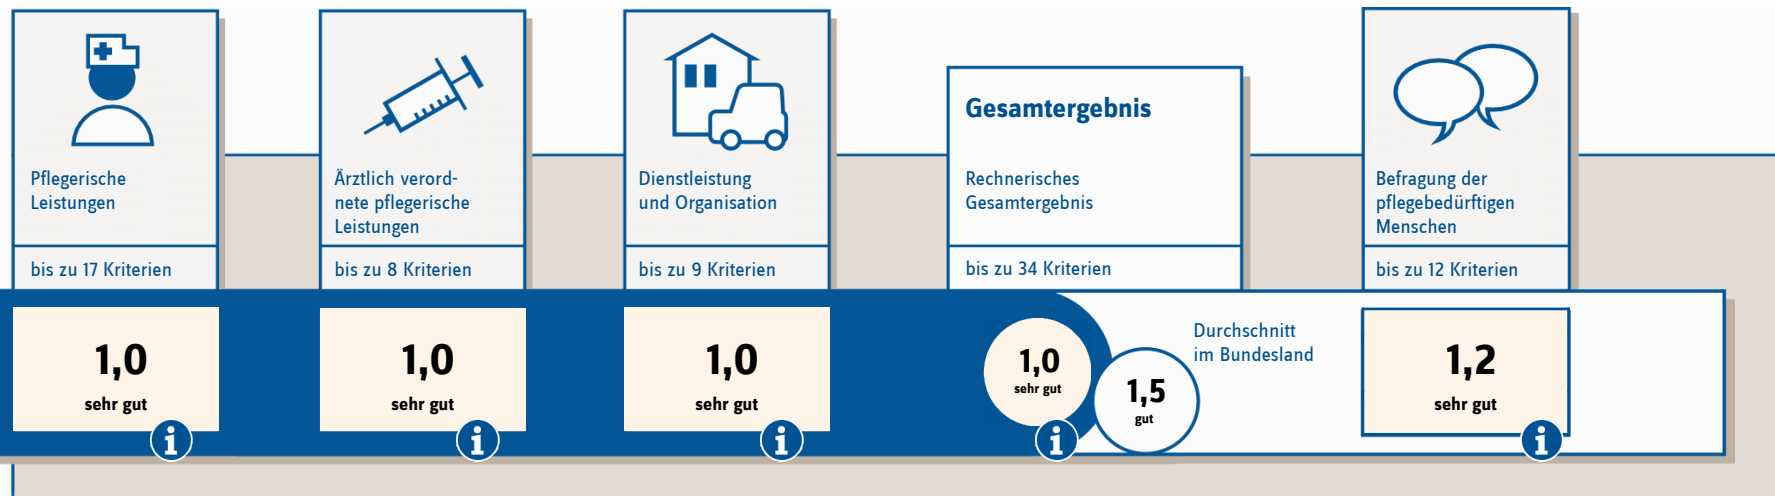 Pflegerische
Leistungen
bis zu 17 Kriterien
1,0
sehr gut
i
Ärztlich verord-
nete pflegerische
Leistungen
bis zu 8 Kriterien
1,0
sehr gut
i
Dienstleistung
und Organisation
bis zu 9 Kriterien
1,0
sehr gut
i
Gesamtergebnis
Rechnerisches
Gesamtergebnis
bis zu 34 Kriterien
1,0
sehr gut
i
1,5
gut
Durchschnitt
im Bundesland
Befragung der
pflegebedürftigen
Menschen
bis zu 12 Kriterien
1,2
sehr gut
i